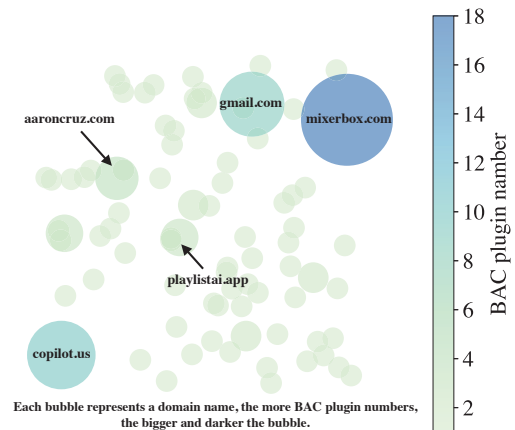 gmail.com
mixerbox.com
aaroncruz.com
playlistai.app
copilot.us
Each bubble represents a domain name, the more BAC plugin numbers,
the bigger and darker the bubble.
18
16
14
12
10
8
6
4
2
BAC plugin number